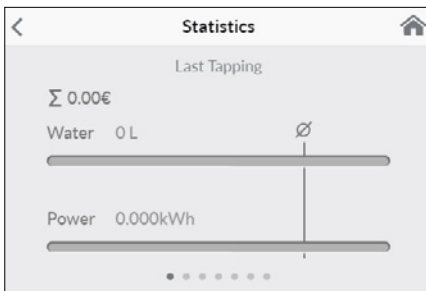 Statistics
Last Tapping
Σ 0.00€
Water 0 L Ø
Power 0.000kWh